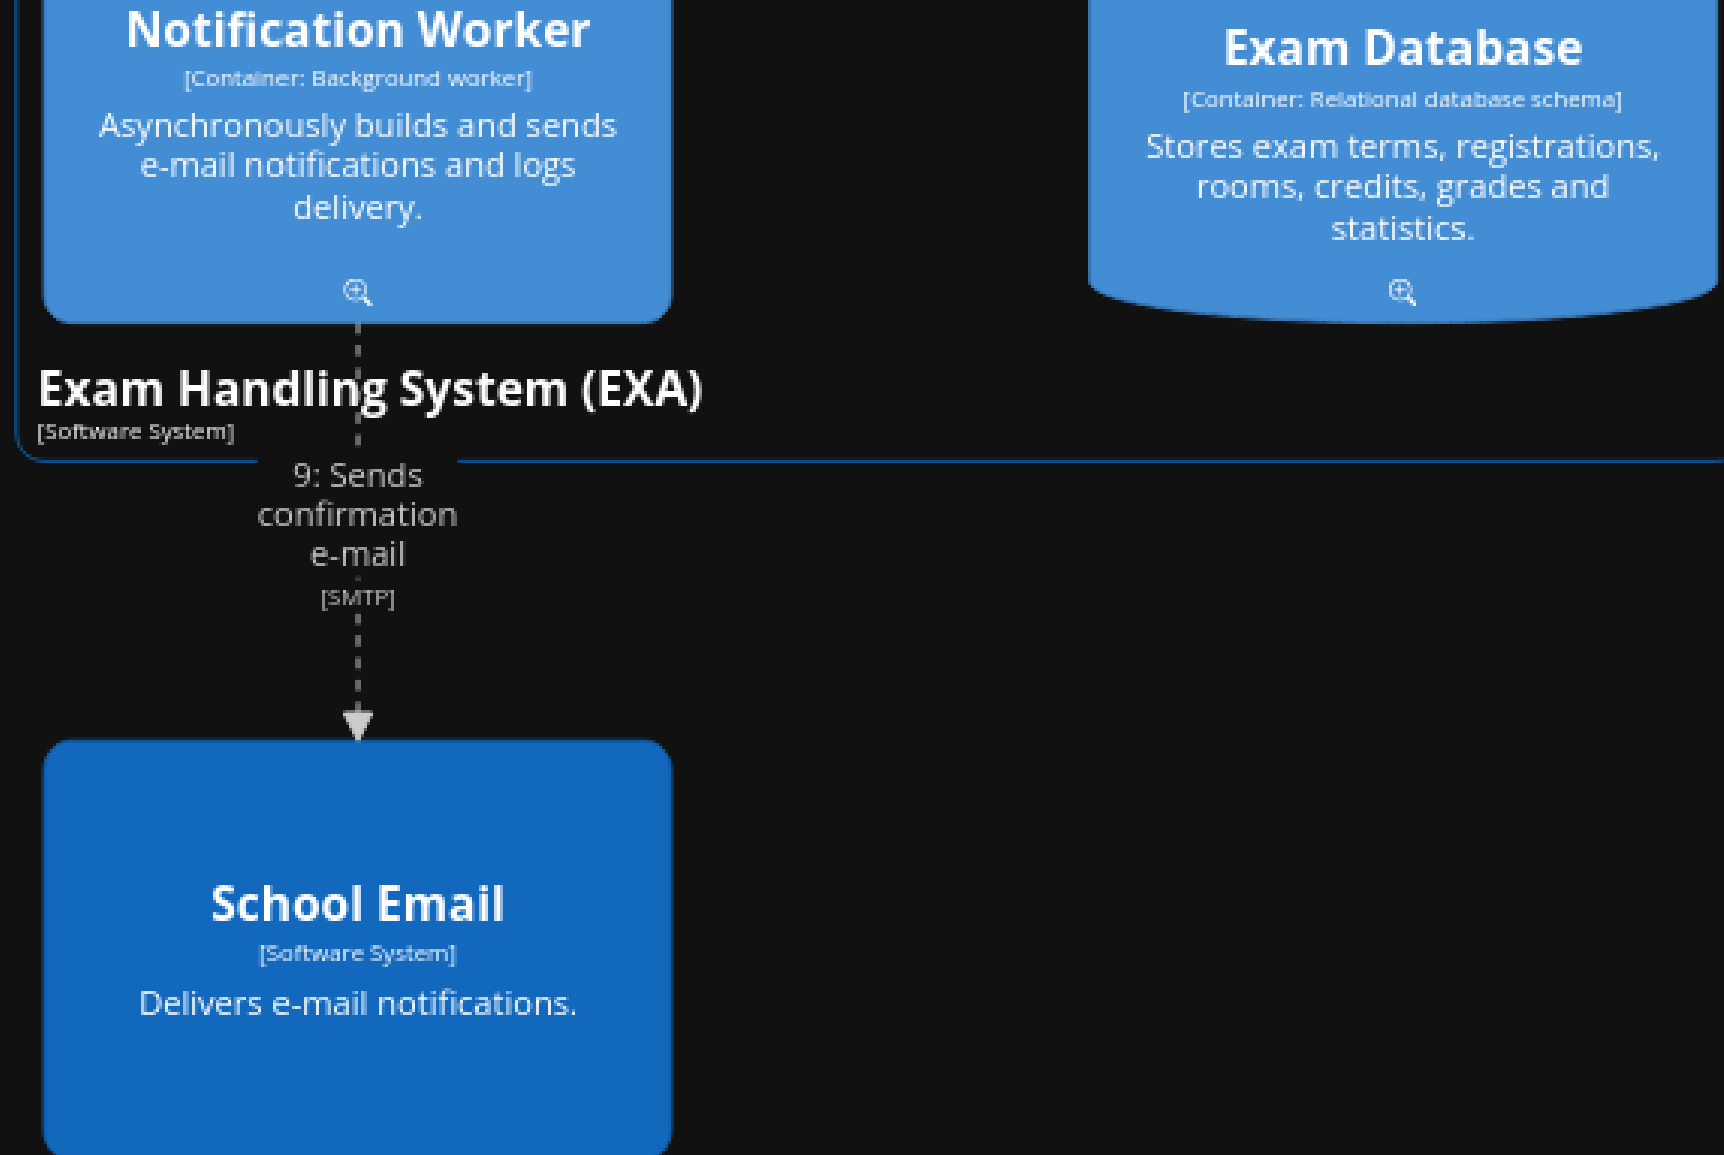 Notification Worker
[Container: Background worker]
Asynchronously builds and sends
e-mail notifications and logs
delivery.
Exam Database
[Container: Relational database schema]
Stores exam terms, registrations,
rooms, credits, grades and
statistics.
Exam Handling System (EXA)
[Software System]
9: Sends
confirmation
e-mail
[SMTP]
School Email
[Software System]
Delivers e-mail notifications.